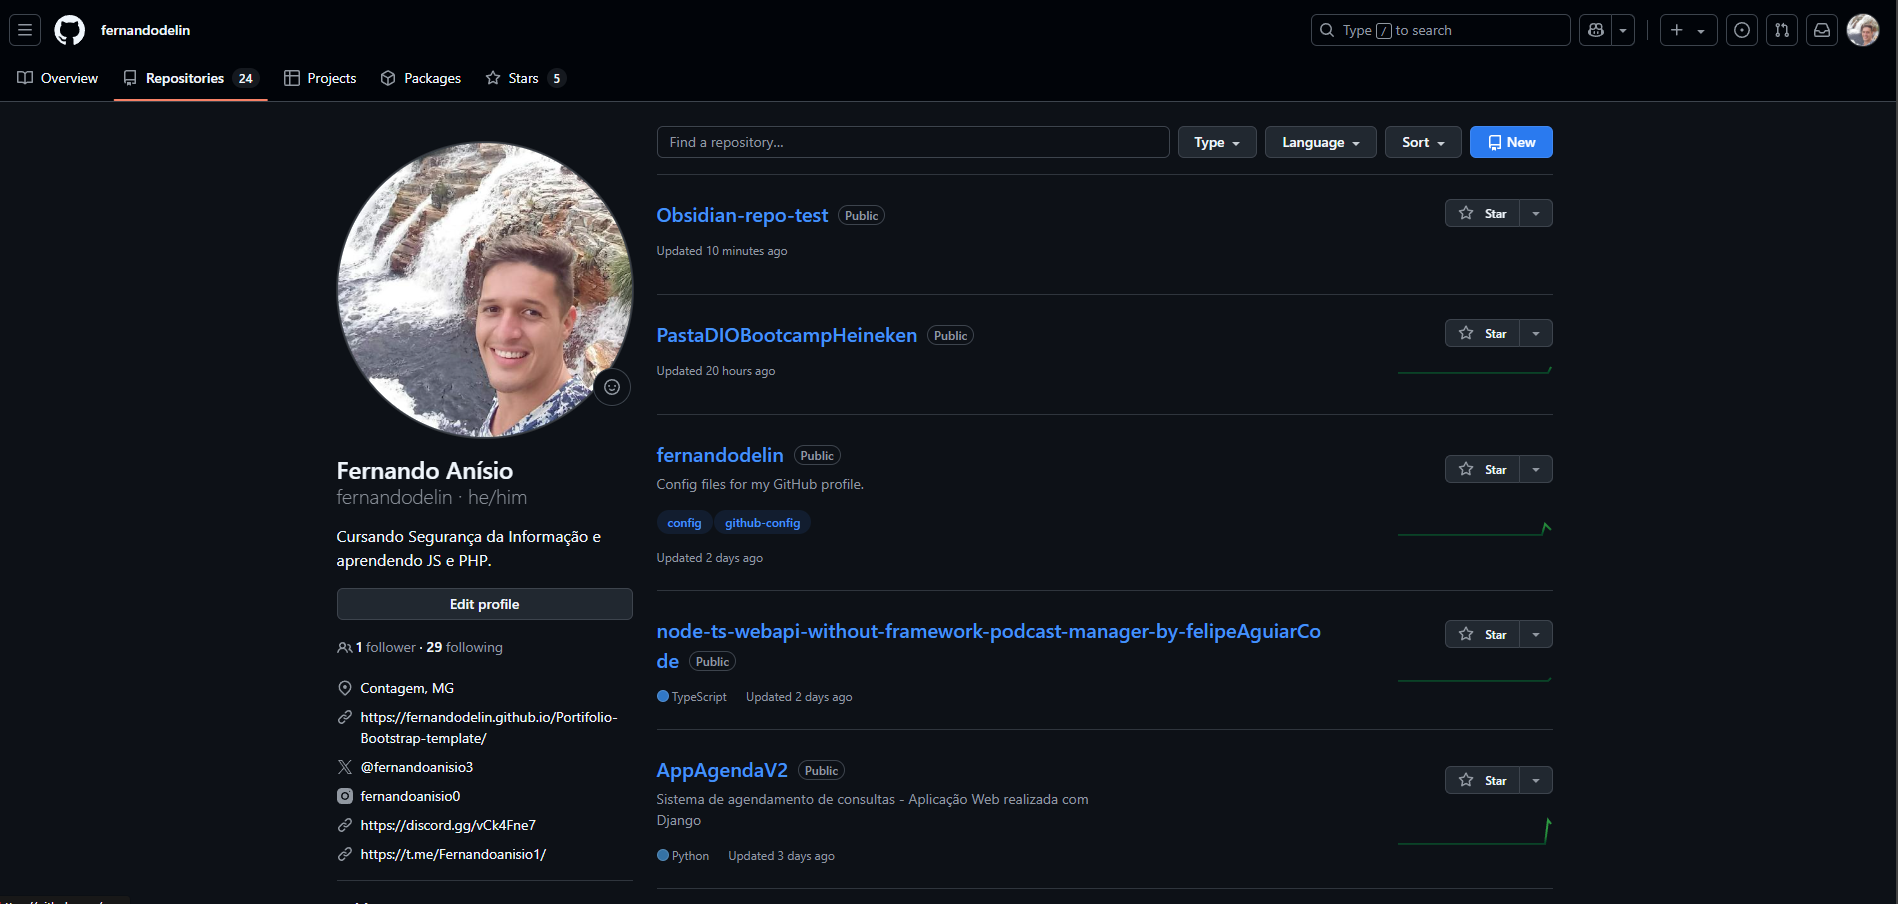 fernandodelin
Type / to search
Overview
Repositories 24
Projects
Packages
Stars 5
Find a repository...
Type
Language
Sort
New
Fernando Anísio
fernandodelin · he/him
Cursando Segurança da Informação e
aprendendo JS e PHP.
Edit profile
1 follower · 29 following
Contagem, MG
https://fernandodelin.github.io/Portifolio-
Bootstrap-template/
@fernandoanisio3
fernandoanisio0
https://discord.gg/vCk4Fne7
https://t.me/Fernandoanisio1/
Obsidian-repo-test Public
Star
Updated 10 minutes ago
PastaDIOBootcampHeineken Public
Star
Updated 20 hours ago
fernandodelin Public
Star
Config files for my GitHub profile.
config github-config
Updated 2 days ago
node-ts-webapi-without-framework-podcast-manager-by-felipeAguiarCo
de Public
Star
TypeScript Updated 2 days ago
AppAgendaV2 Public
Star
Sistema de agendamento de consultas - Aplicação Web realizada com
Django
Python Updated 3 days ago